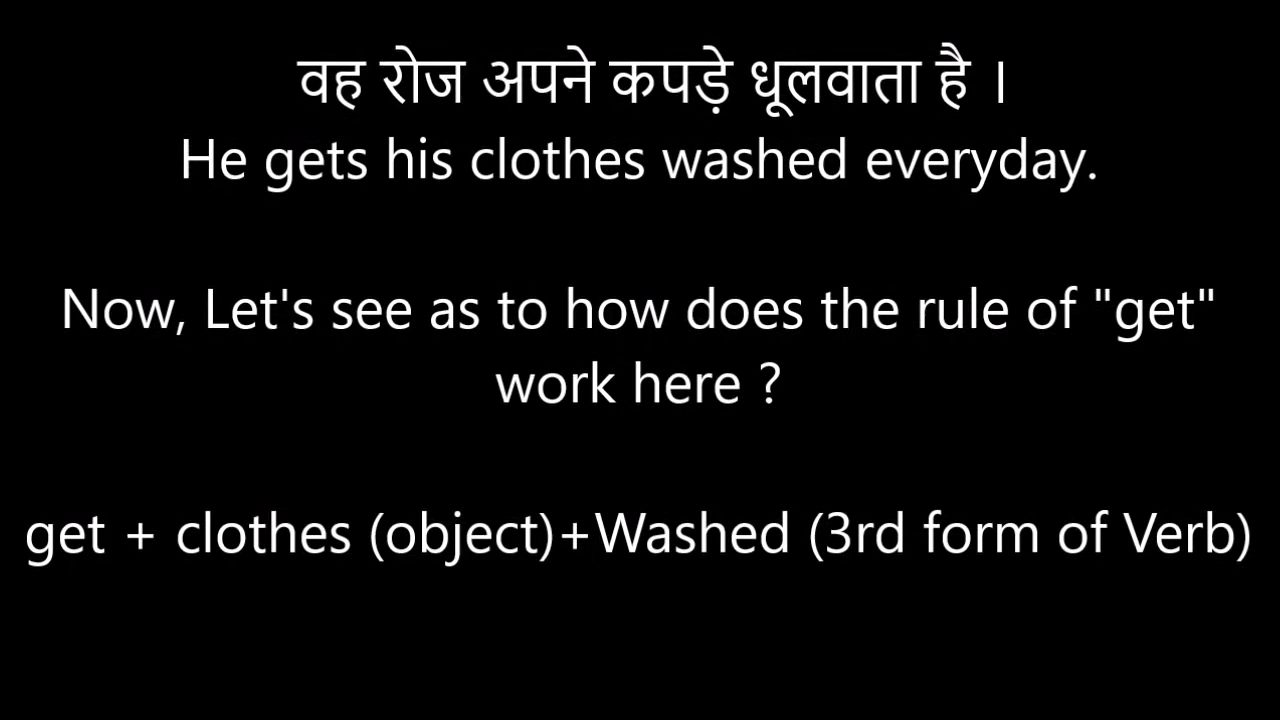 वह रोज अपने कपड़े धूलवाता है ।
He gets his clothes washed everyday.
Now, Let's see as to how does the rule of "get"
work here ?
get + clothes (object)+Washed (3rd form of Verb)